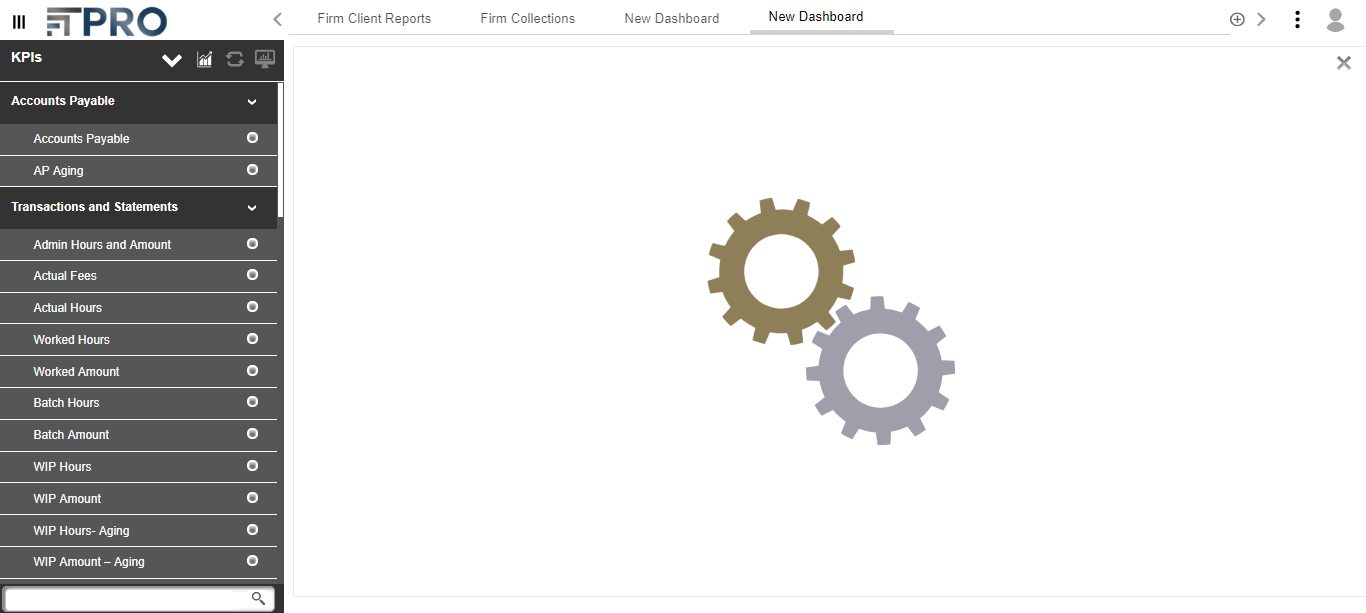 PRO
Firm Client Reports
Firm Collections
New Dashboard
New Dashboard
KPIs
Accounts Payable
Accounts Payable
AP Aging
Transactions and Statements
Admin Hours and Amount
Actual Fees
Actual Hours
Worked Hours
Worked Amount
Batch Hours
Batch Amount
WIP Hours
WIP Amount
WIP Hours- Aging
WIP Amount – Aging